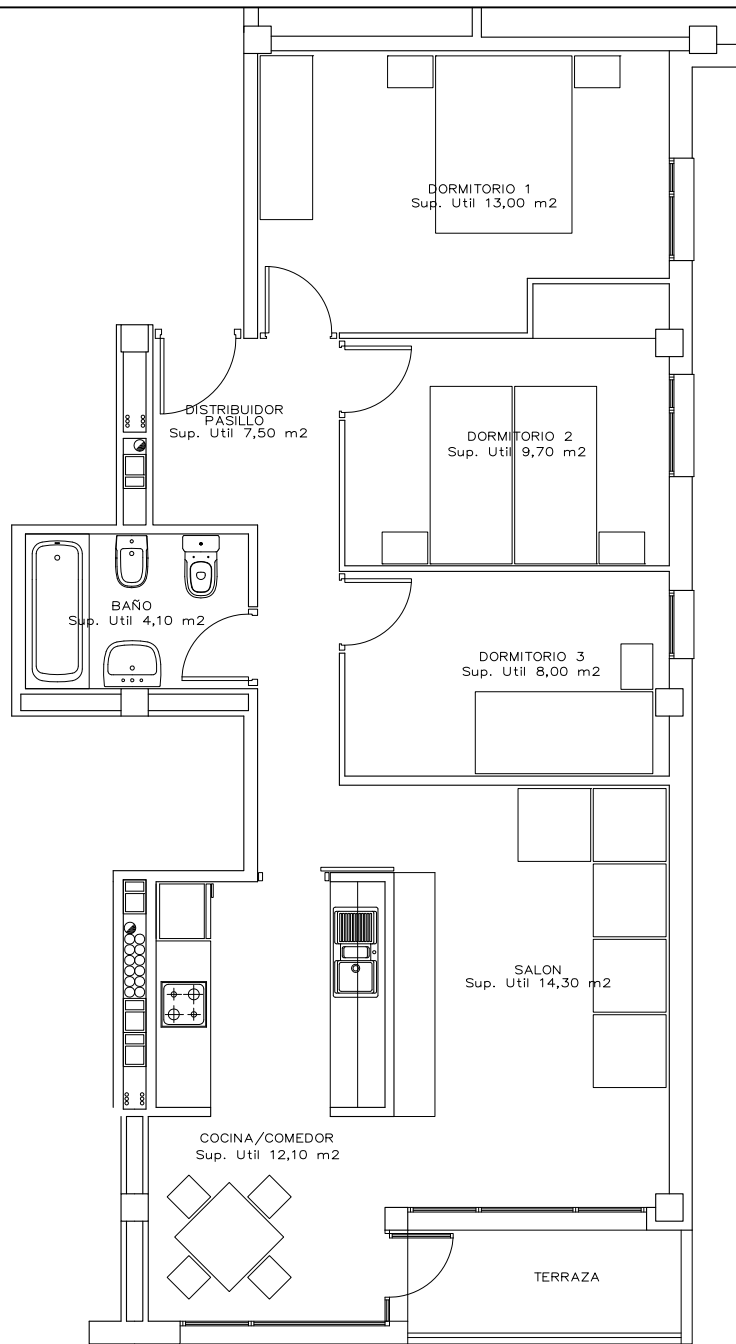 DORMITORIO 1
Sup. Util 13,00 m2
DISTRIBUIDOR
PASILLO
Sup. Util 7,50 m2
DORMITORIO 2
Sup. Util 9,70 m2
BAÑO
Sup. Util 4,10 m2
DORMITORIO 3
Sup. Util 8,00 m2
SALON
Sup. Util 14,30 m2
COCINA/COMEDOR
Sup. Util 12,10 m2
TERRAZA